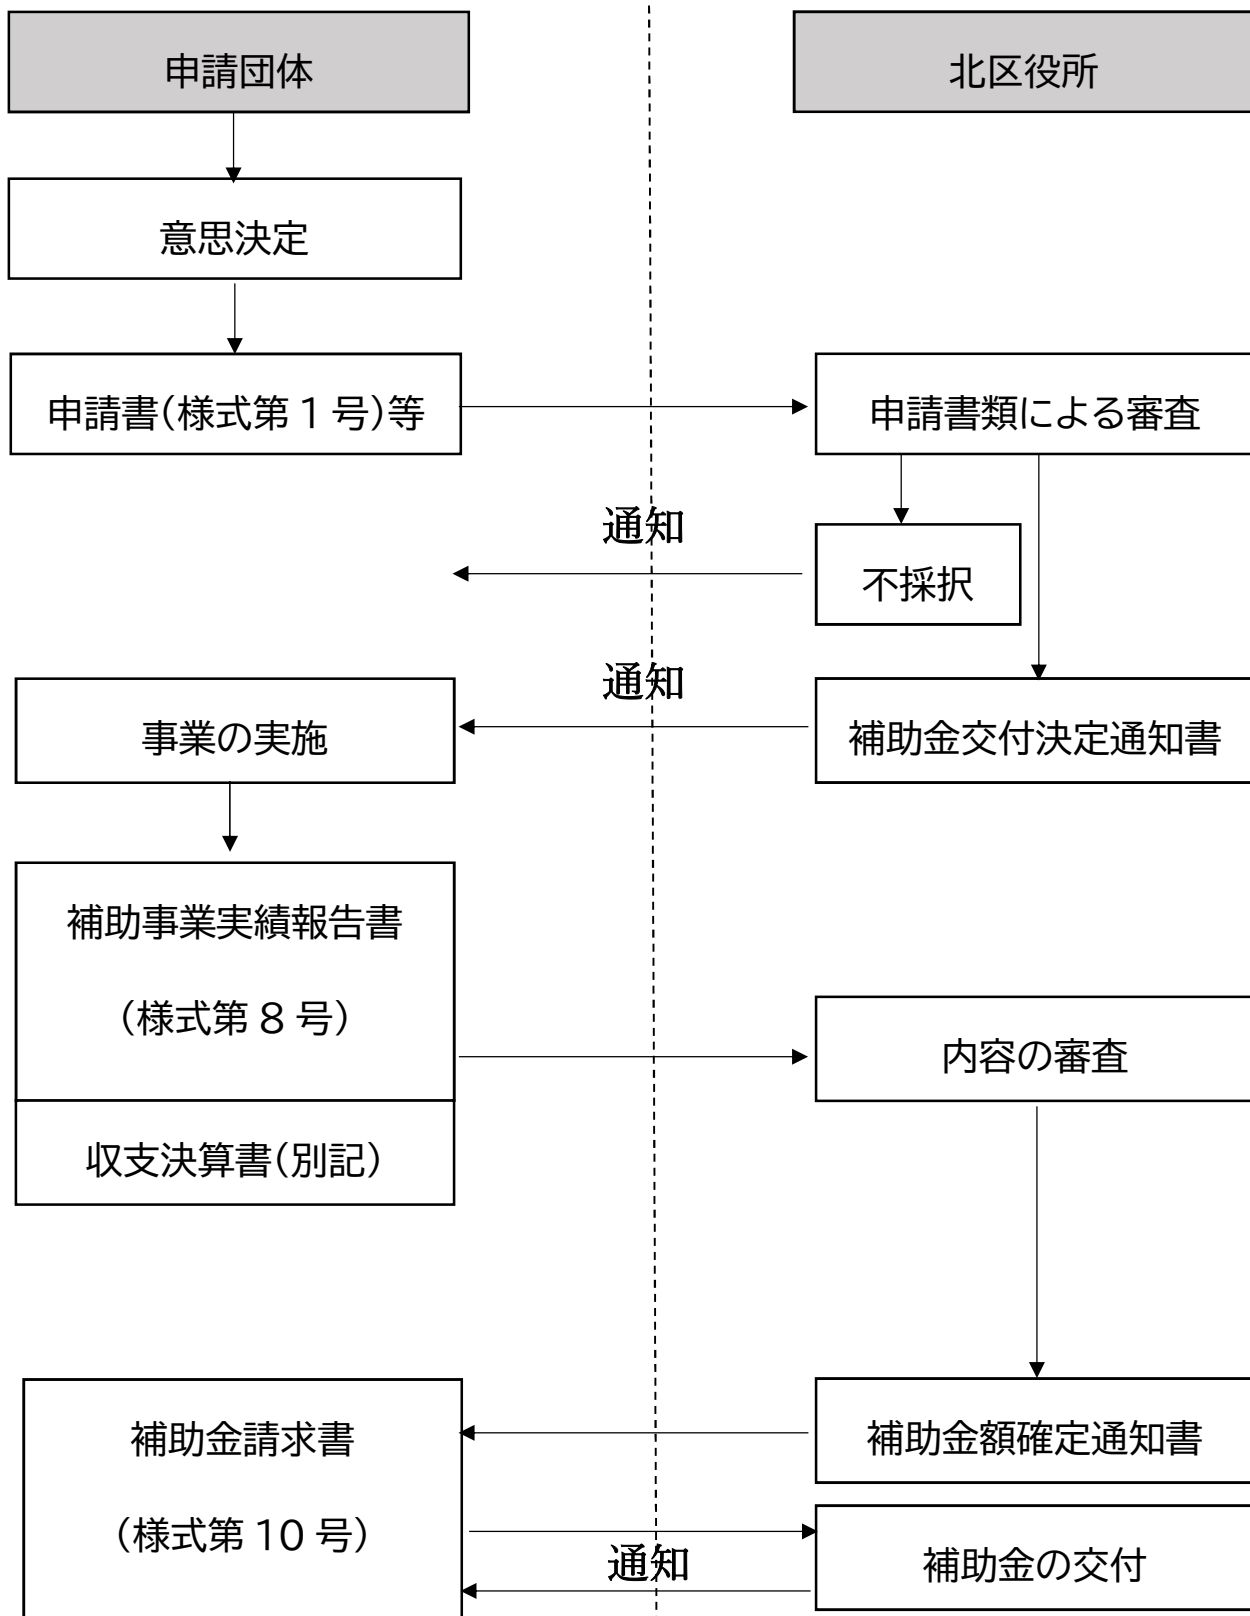 申請団体
北区役所
意思決定
申請書(様式第1号)等
申請書類による審査
通知
不採択
通知
事業の実施
補助金交付決定通知書
補助事業実績報告書
(様式第8号)
内容の審査
収支決算書(別記)
補助金請求書
補助金額確定通知書
(様式第10号)
通知
補助金の交付